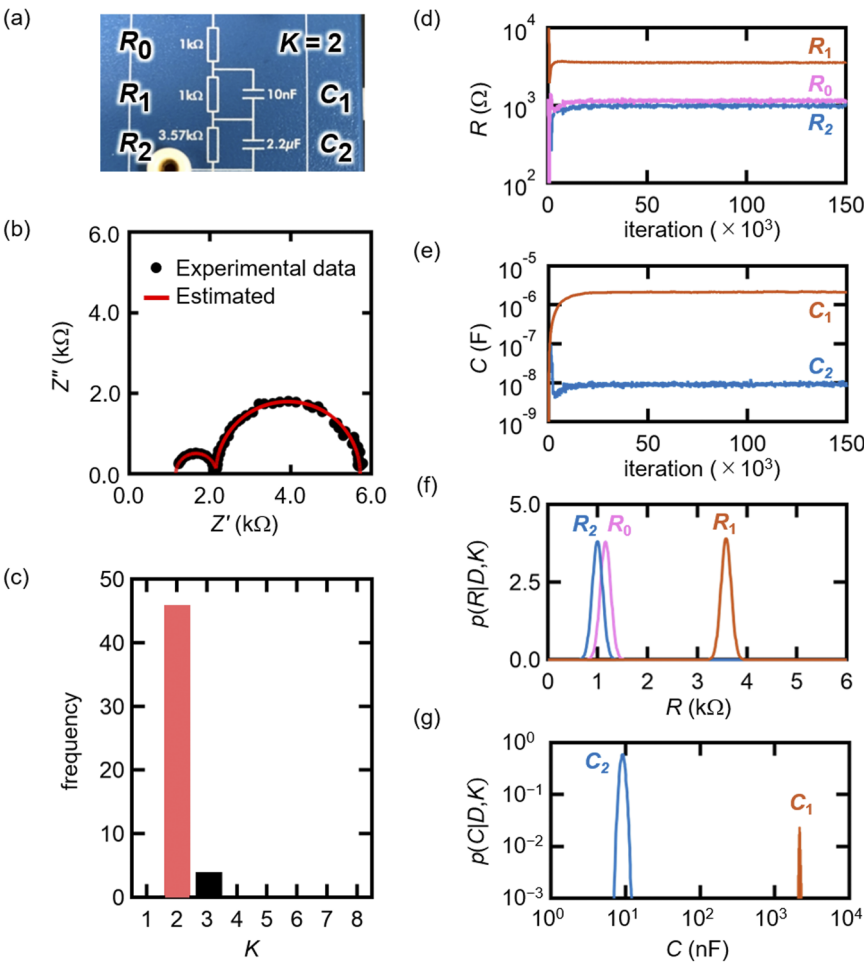 (a)
R0 1kΩ K = 2
R1 1kΩ 10nF C1
R2 3.57kΩ 2.2μF C2
(b)
6.0
4.0
2.0
0.0
Z″ (kΩ)
Experimental data
Estimated
0.0 2.0 4.0 6.0
Z′ (kΩ)
(c)
50
40
30
20
10
0
frequency
1 2 3 4 5 6 7 8
K
(d)
10^4
10^3
10^2
R (Ω)
R1
R0
R2
0 50 100 150
iteration (×10^3)
(e)
10^-5
10^-6
10^-7
10^-8
10^-9
C (F)
C1
C2
0 50 100 150
iteration (×10^3)
(f)
5.0
2.5
0.0
p(R|D,K)
R2 R0 R1
0 1 2 3 4 5 6
R (kΩ)
(g)
10^0
10^-1
10^-2
10^-3
p(C|D,K)
C2
C1
10^0 10^1 10^2 10^3 10^4
C (nF)